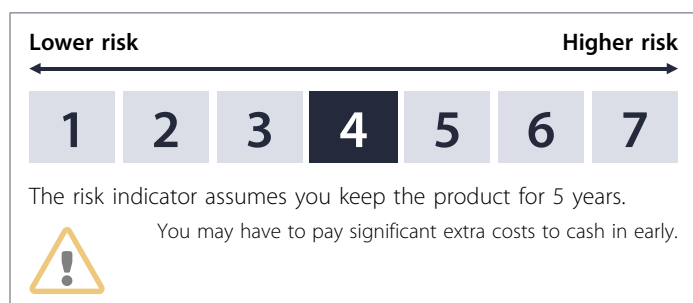 Lower risk Higher risk
1 2 3 4 5 6 7
The risk indicator assumes you keep the product for 5 years.
You may have to pay significant extra costs to cash in early.